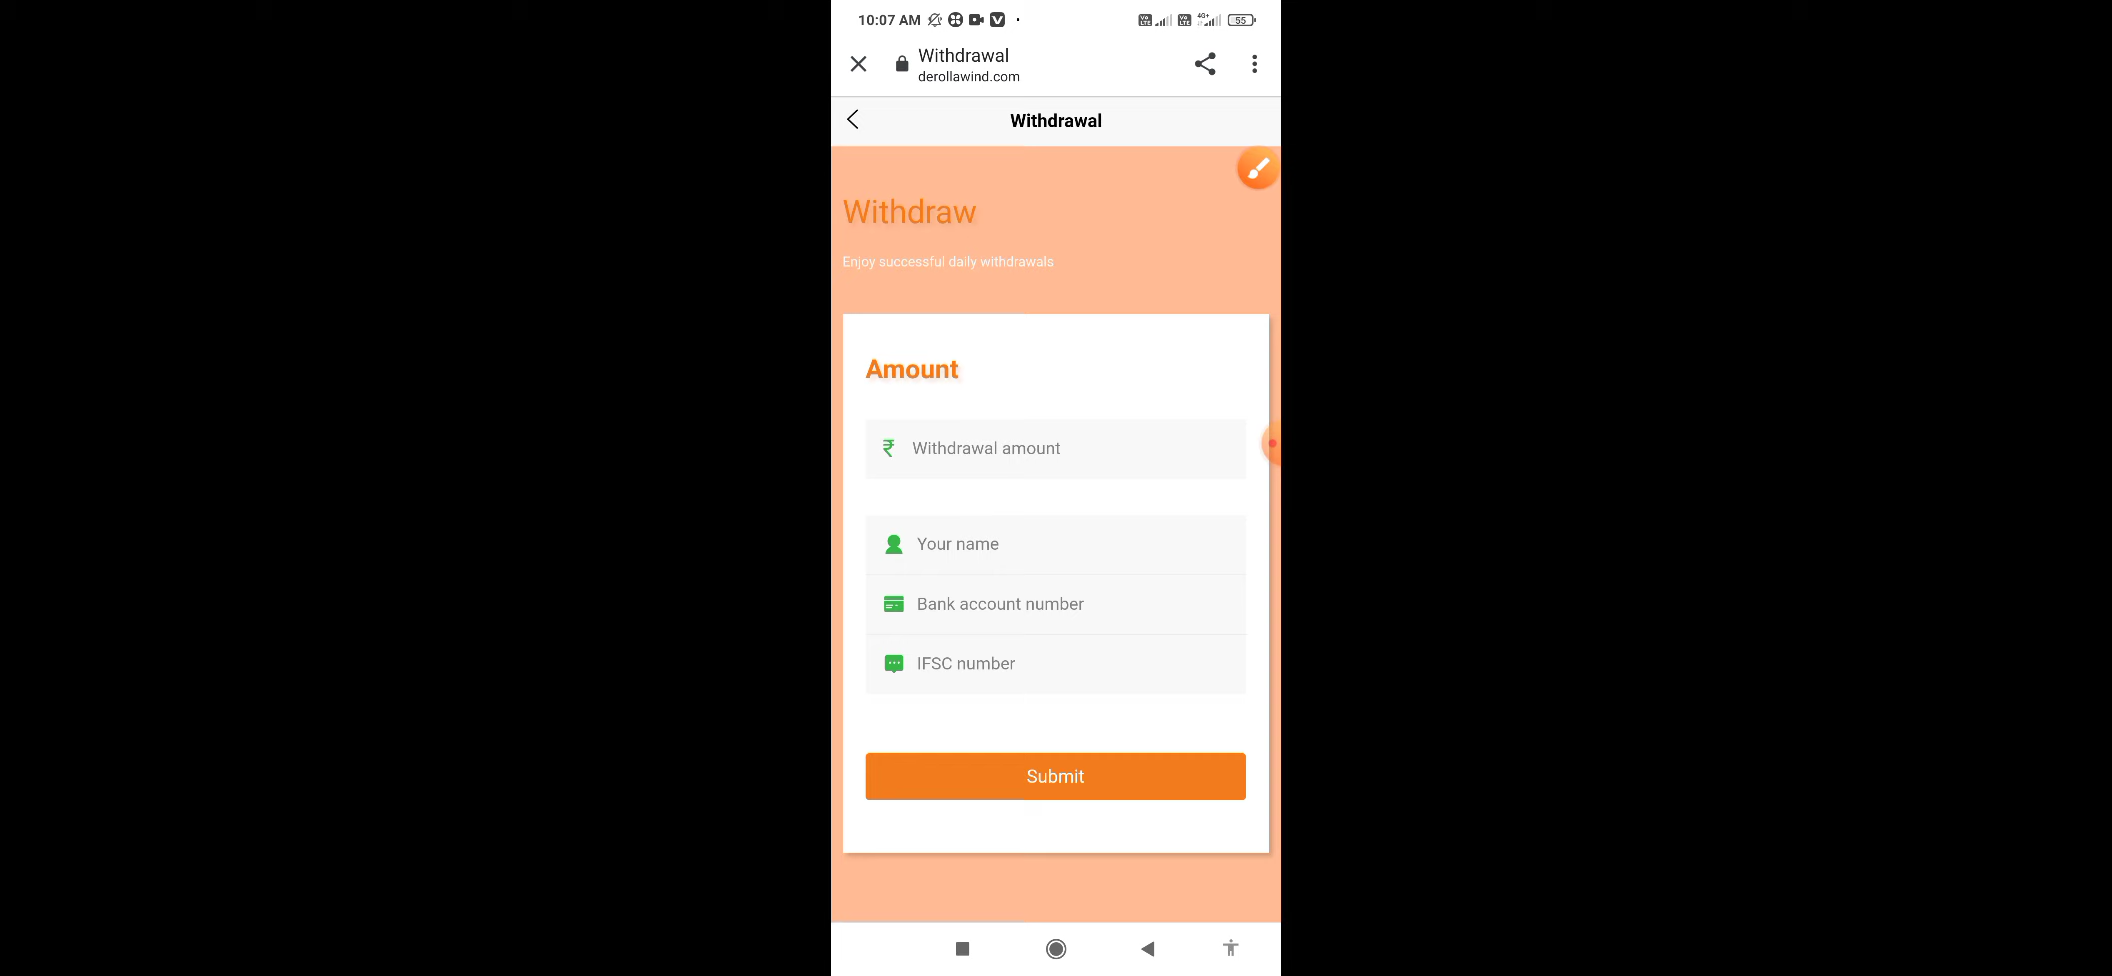 10:07 AM
55
Withdrawal
derollawind.com
Withdrawal
Withdraw
Enjoy successful daily withdrawals
Amount
₹ Withdrawal amount
Your name
Bank account number
IFSC number
Submit